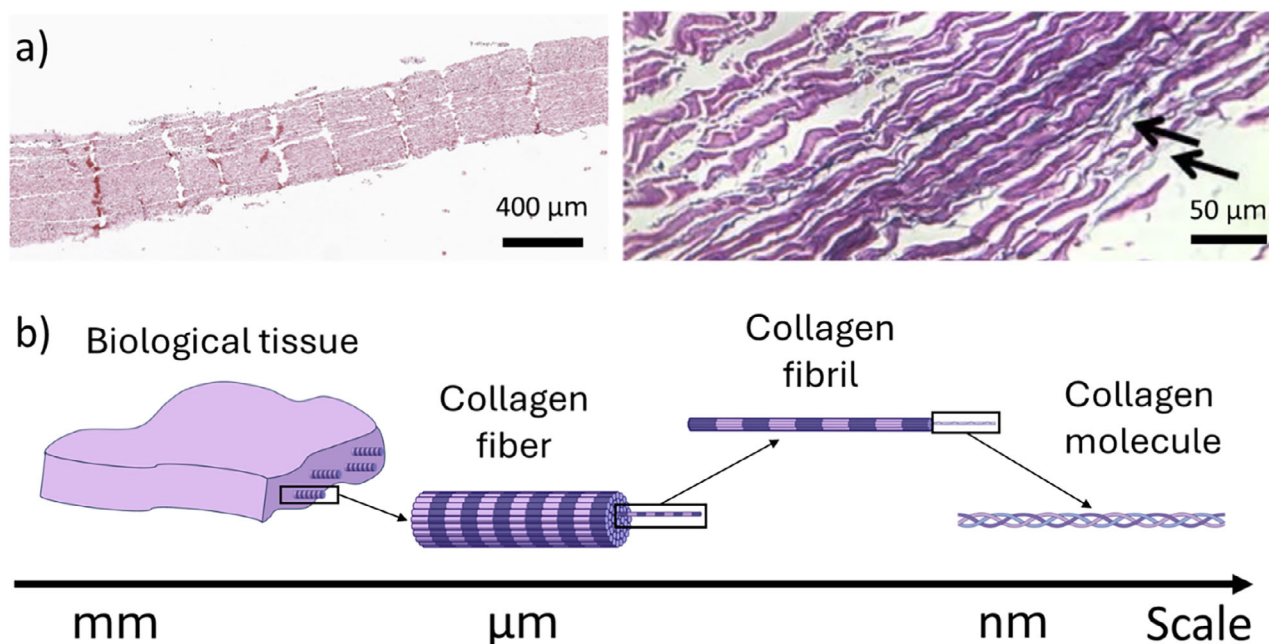 a)
400 µm
50 µm
b)
Biological tissue
Collagen
fiber
Collagen
fibril
Collagen
molecule
mm
µm
nm
Scale